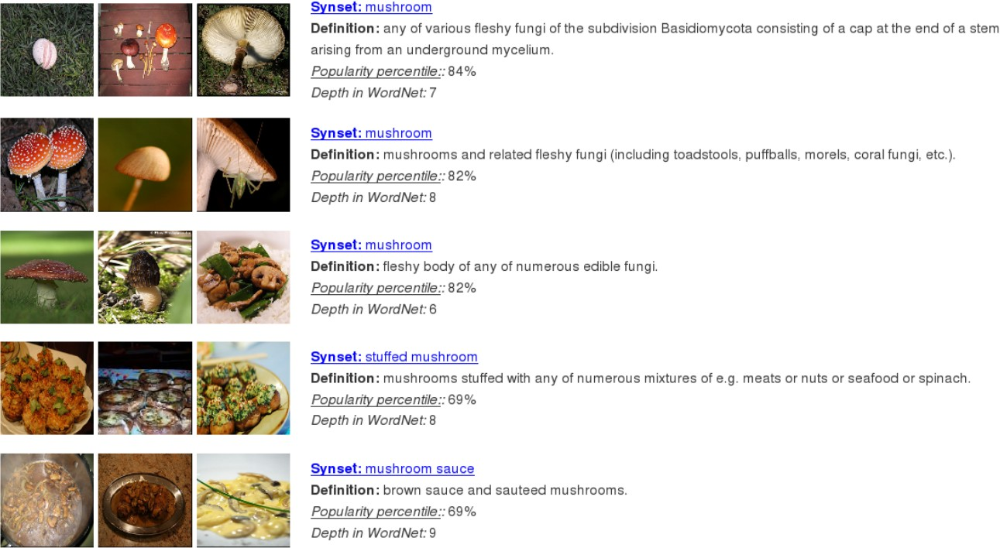 Synset: mushroom
Definition: any of various fleshy fungi of the subdivision Basidiomycota consisting of a cap at the end of a stem
arising from an underground mycelium.
Popularity percentile:: 84%
Depth in WordNet: 7
Synset: mushroom
Definition: mushrooms and related fleshy fungi (including toadstools, puffballs, morels, coral fungi, etc.).
Popularity percentile:: 82%
Depth in WordNet: 8
Synset: mushroom
Definition: fleshy body of any of numerous edible fungi.
Popularity percentile:: 82%
Depth in WordNet: 6
Synset: stuffed mushroom
Definition: mushrooms stuffed with any of numerous mixtures of e.g. meats or nuts or seafood or spinach.
Popularity percentile:: 69%
Depth in WordNet: 8
Synset: mushroom sauce
Definition: brown sauce and sauteed mushrooms.
Popularity percentile:: 69%
Depth in WordNet: 9